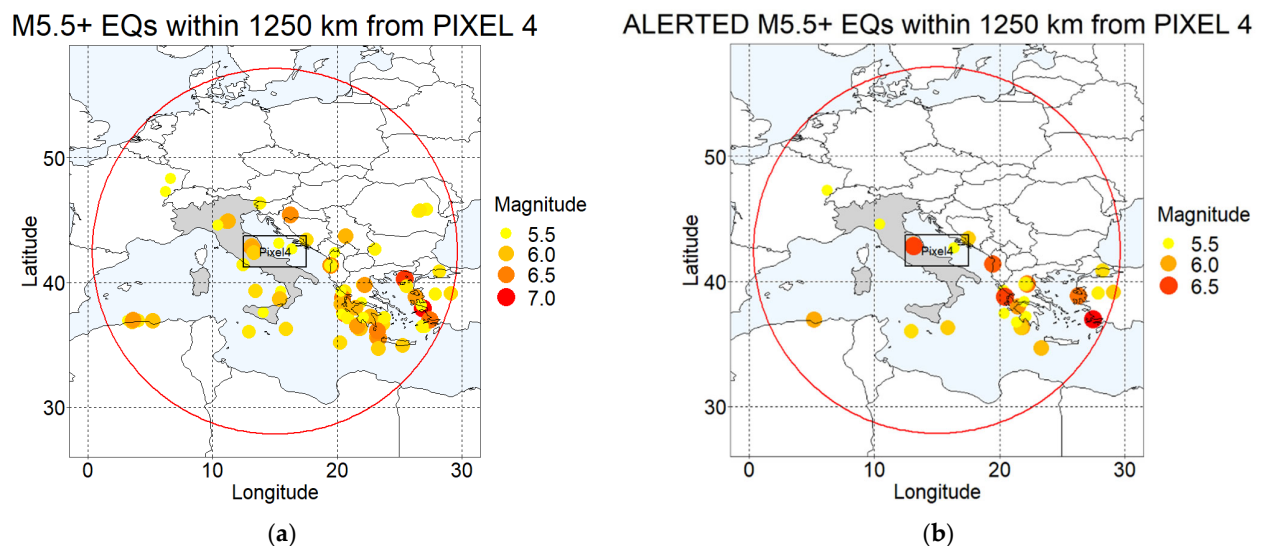 M5.5+ EQs within 1250 km from PIXEL 4
50
40
30
Latitude
Pixel4
0 10 20 30
Longitude
Magnitude
5.5
6.0
6.5
7.0
(a)
ALERTED M5.5+ EQs within 1250 km from PIXEL 4
50
40
30
Latitude
Pixel4
0 10 20 30
Longitude
Magnitude
5.5
6.0
6.5
(b)